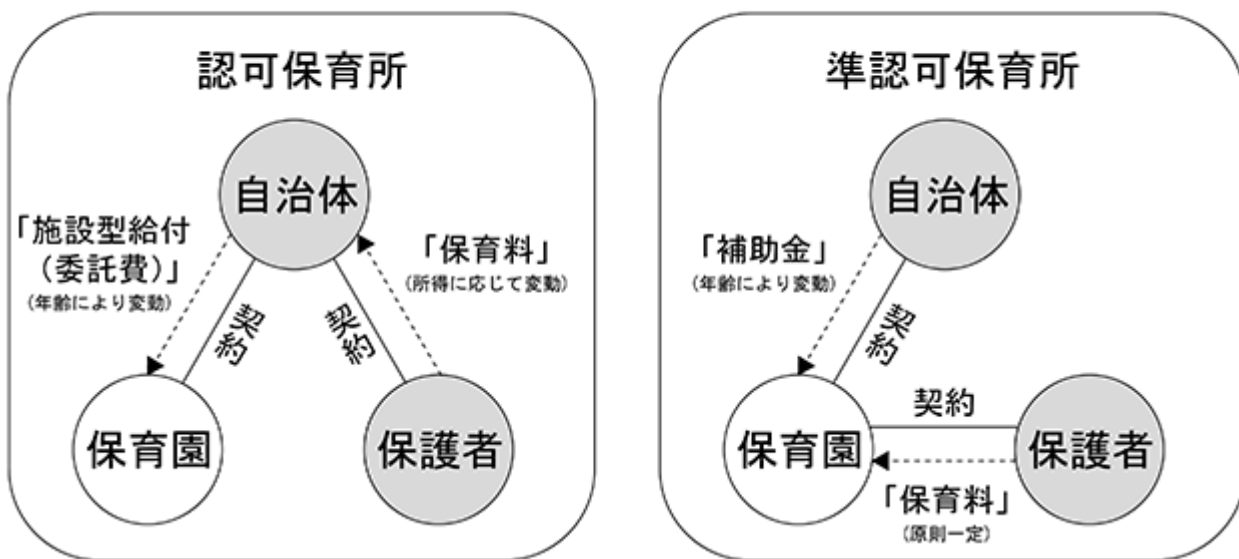 認可保育所
自治体
「施設型給付
（委託費）」
(年齢により変動)
「保育料」
(所得に応じて変動)
契約
契約
保育園
保護者
準認可保育所
自治体
「補助金」
(年齢により変動)
契約
契約
保育園
保護者
「保育料」
(原則一定)